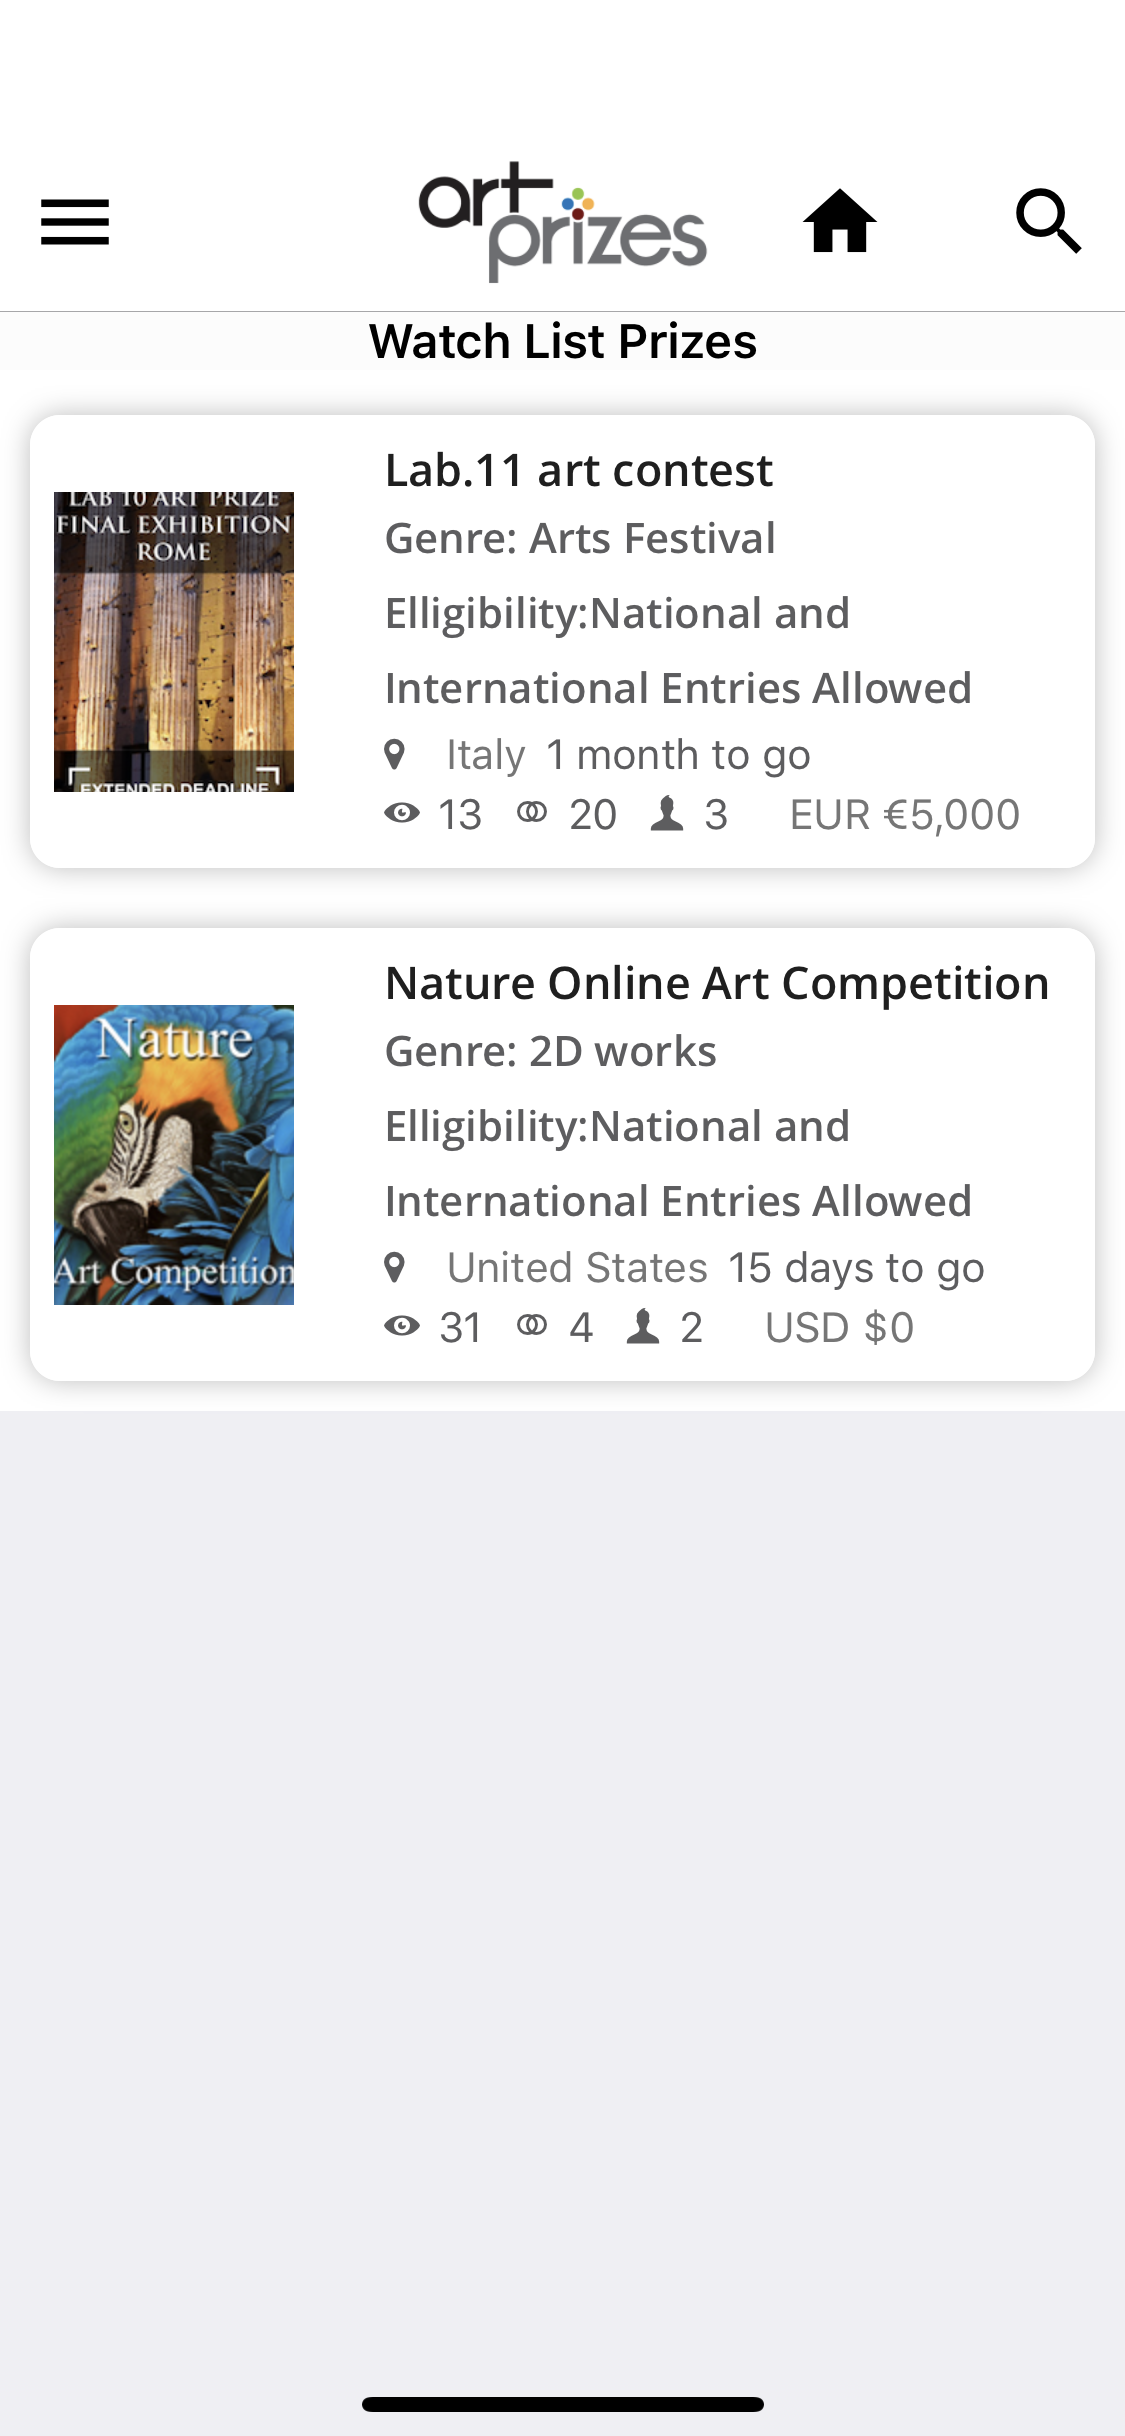 art
prizes
Watch List Prizes
LAB 10 ART PRIZE
FINAL EXHIBITION
ROME
EXTENDED DEADLINE
Lab.11 art contest
Genre: Arts Festival
Elligibility:National and
International Entries Allowed
Italy 1 month to go
13 20 3 EUR €5,000
Nature
Art Competition
Nature Online Art Competition
Genre: 2D works
Elligibility:National and
International Entries Allowed
United States 15 days to go
31 4 2 USD $0